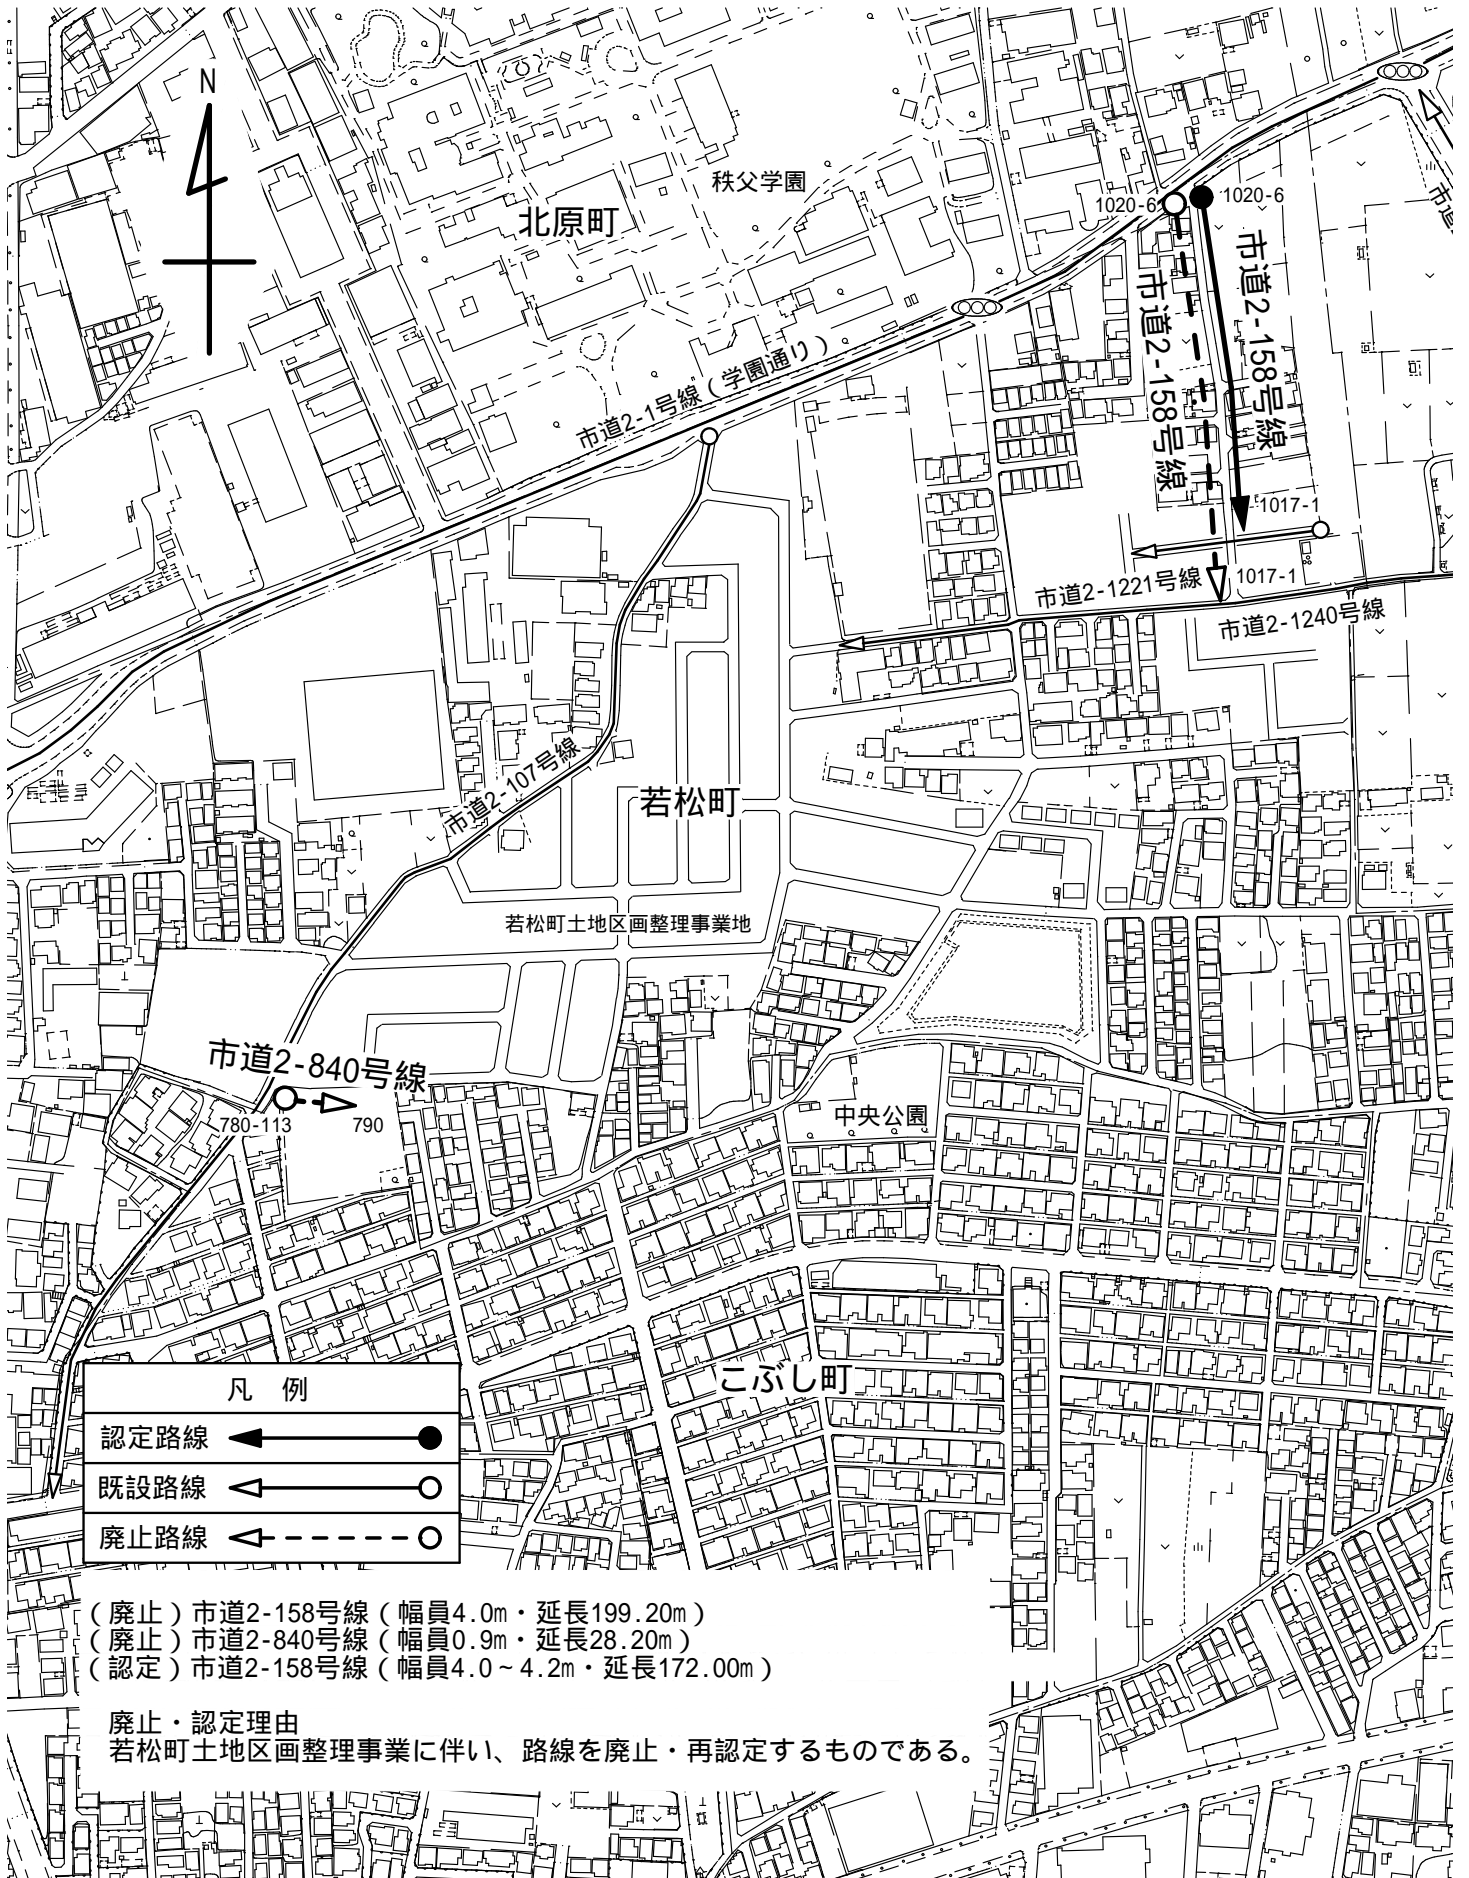 N
秩父学園
北原町
1020-6
1020-6
市道2-158号線
市道2-158号線
市道2-1号線（学園通り）
1017-1
市道2-1221号線
1017-1
市道2-1240号線
市道2-107号線
若松町
若松町土地区画整理事業地
市道2-840号線
780-113
790
中央公園
こぶし町
凡 例
認定路線
既設路線
廃止路線
（廃止）市道2-158号線（幅員4.0m・延長199.20m）
（廃止）市道2-840号線（幅員0.9m・延長28.20m）
（認定）市道2-158号線（幅員4.0～4.2m・延長172.00m）
廃止・認定理由
若松町土地区画整理事業に伴い、路線を廃止・再認定するものである。